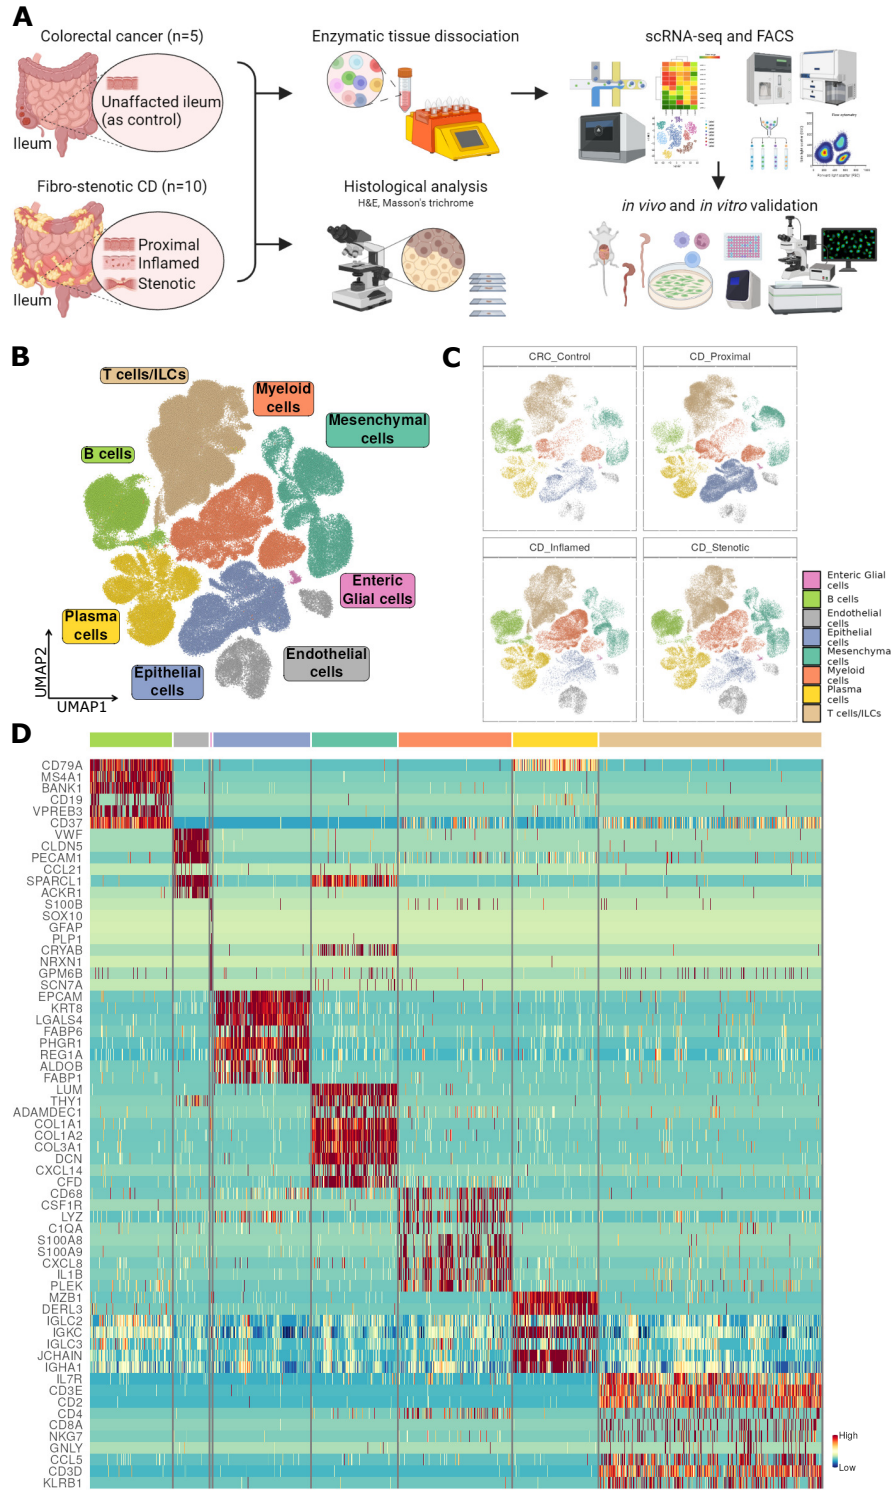 A
Colorectal cancer (n=5)
Unaffacted ileum
(as control)
Ileum
Enzymatic tissue dissociation
scRNA-seq and FACS
Fibro-stenotic CD (n=10)
Proximal
Inflamed
Stenotic
Ileum
Histological analysis
H&E, Masson's trichrome
in vivo and in vitro validation
B
T cells/ILCs
Myeloid
cells
Mesenchymal
cells
B cells
Enteric
Glial cells
Plasma
cells
Epithelial
cells
Endothelial
cells
UMAP2
UMAP1
C
CRC_Control
CD_Proximal
CD_Inflamed
CD_Stenotic
Enteric Glial
cells
B cells
Endothelial
cells
Epithelial
cells
Mesenchyma
cells
Myeloid
cells
Plasma
cells
T cells/ILCs
D
CD79A
MS4A1
BANK1
CD19
VPREB3
CD37
VWF
CLDN5
PECAM1
CCL21
SPARCL1
ACKR1
S100B
SOX10
GFAP
PLP1
CRYAB
NRXN1
GPM6B
SCN7A
EPCAM
KRT8
LGALS4
FABP6
PHGR1
REG1A
ALDOB
FABP1
LUM
THY1
ADAMDEC1
COL1A1
COL1A2
COL3A1
DCN
CXCL14
CFD
CD68
CSF1R
LYZ
C1QA
S100A8
S100A9
CXCL8
IL1B
PLEK
MZB1
DERL3
IGLC2
IGKC
IGLC3
JCHAIN
IGHA1
IL7R
CD3E
CD2
CD4
CD8A
NKG7
GNLY
CCL5
CD3D
KLRB1
High
Low